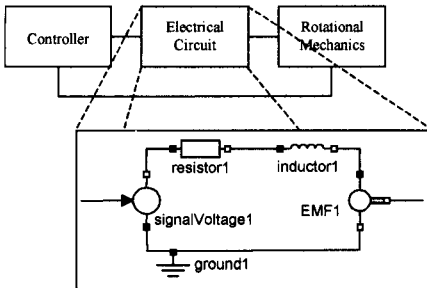 Controller
Electrical
Circuit
Rotational
Mechanics
resistor1
inductor1
signalVoltage1
EMF1
ground1